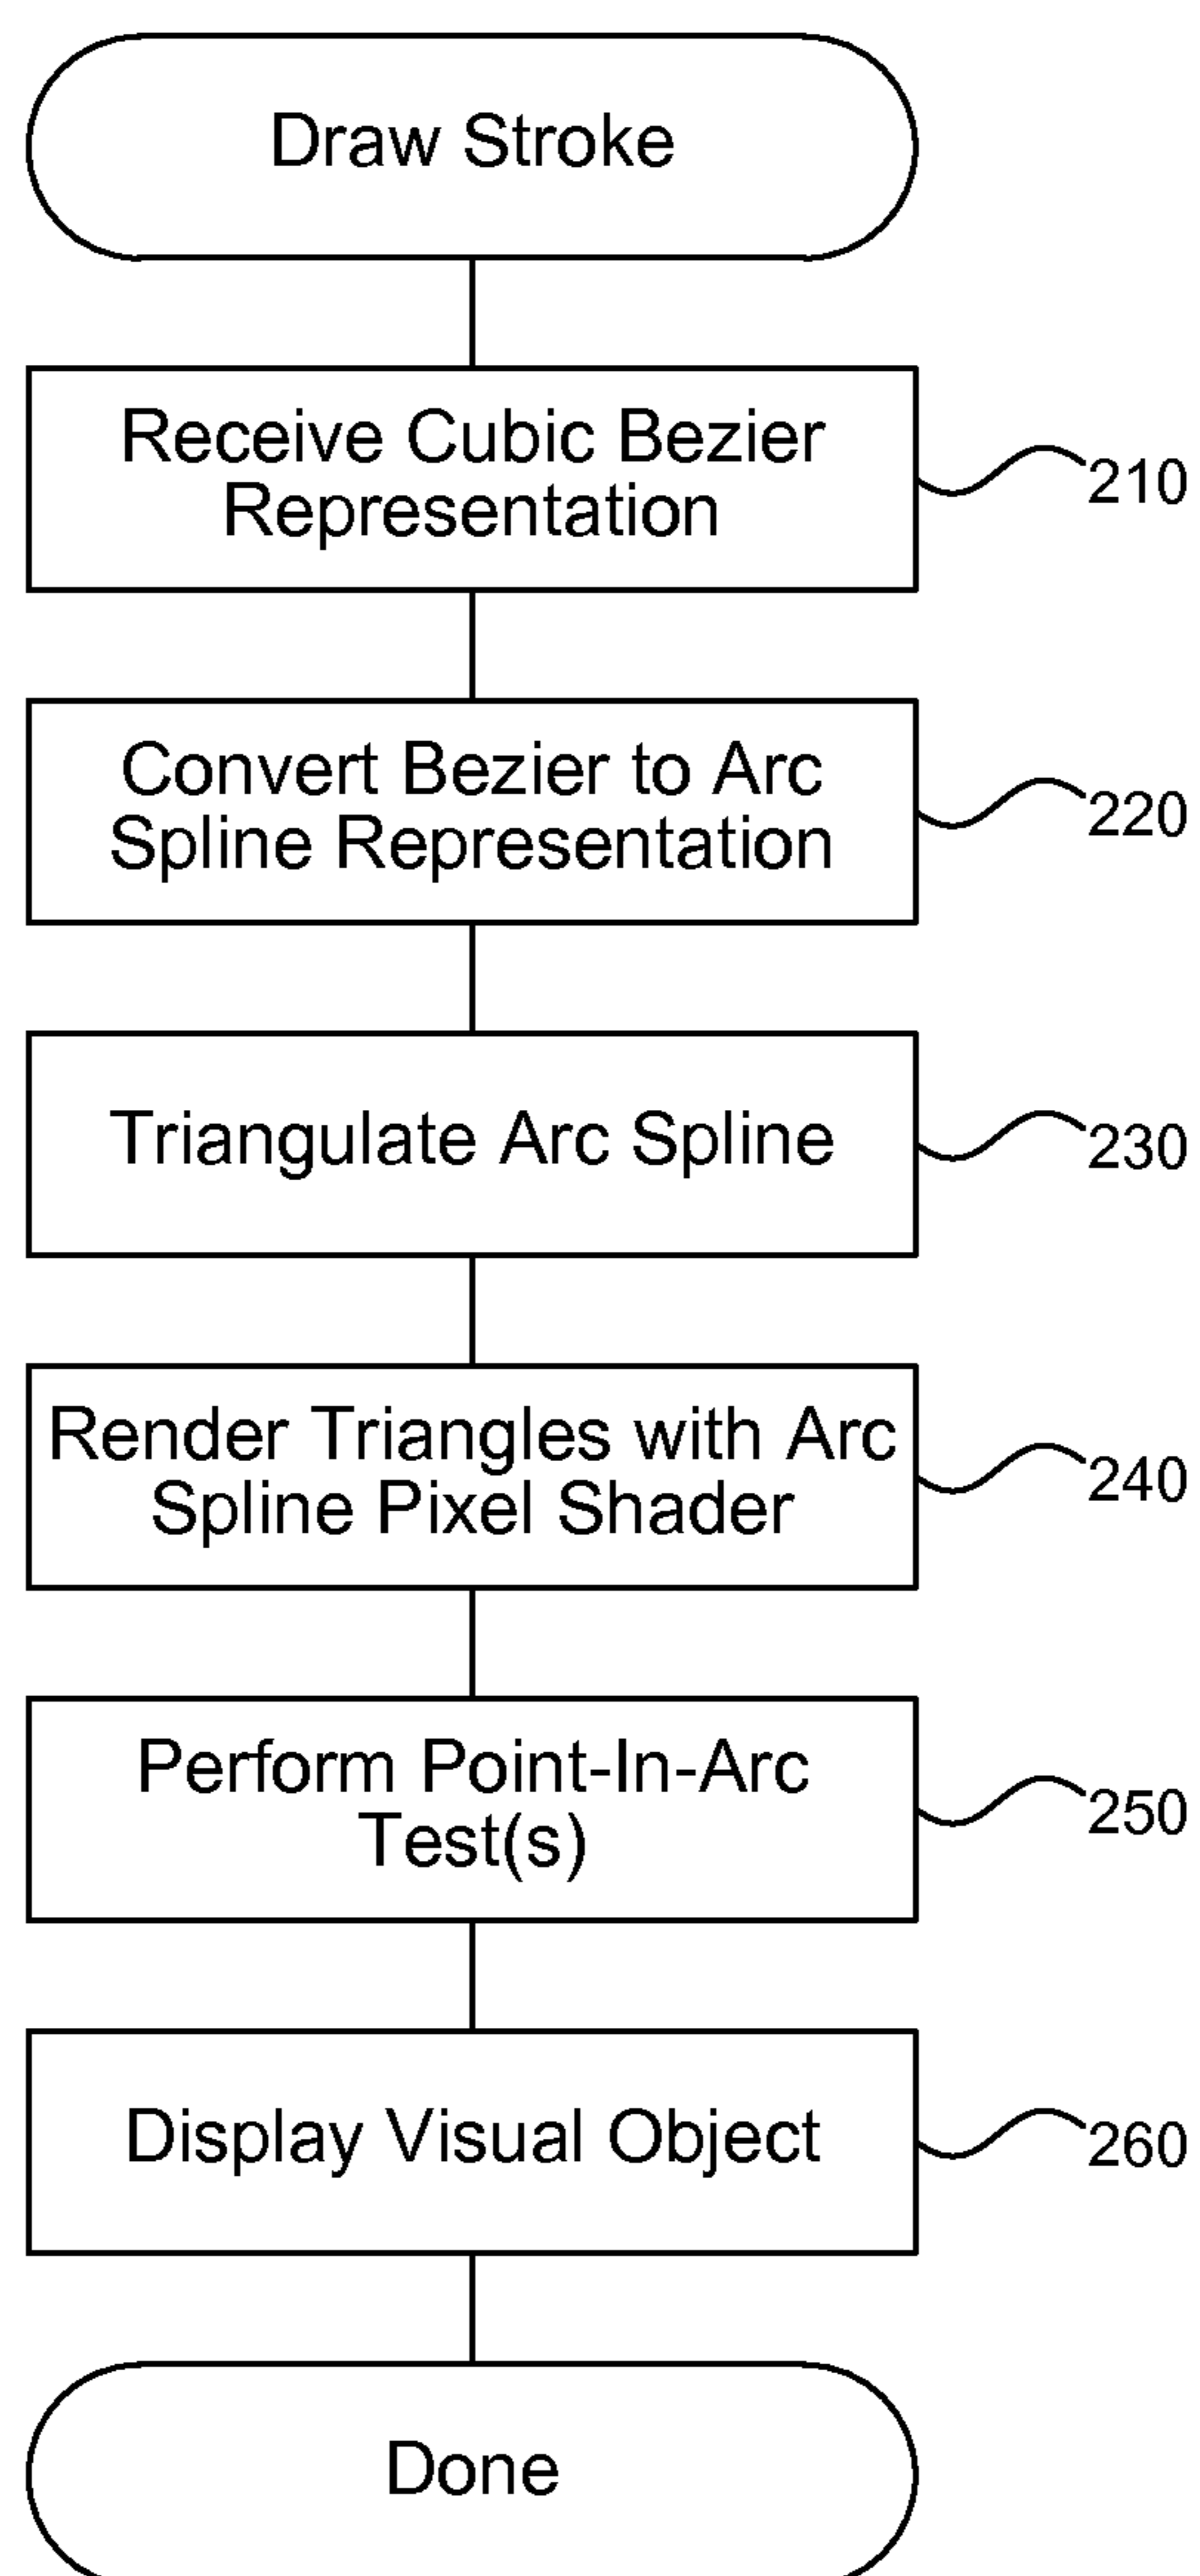 Draw Stroke
Receive Cubic Bezier
Representation
210
Convert Bezier to Arc
Spline Representation
220
Triangulate Arc Spline
230
Render Triangles with Arc
Spline Pixel Shader
240
Perform Point-In-Arc
Test(s)
250
Display Visual Object
260
Done